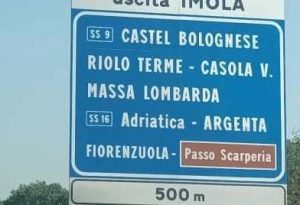 uscita IMOLA
SS 9 CASTEL BOLOGNESE
RIOLO TERME - CASOLA V.
MASSA LOMBARDA
SS 16 Adriatica - ARGENTA
FIORENZUOLA - Passo Scarperia
500 m